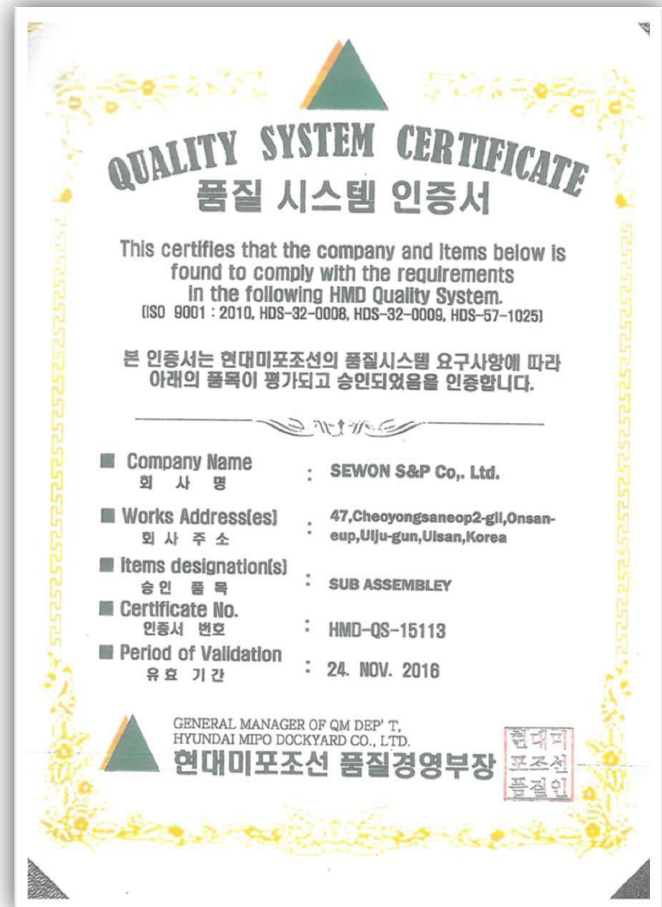 QUALITY SYSTEM CERTIFICATE
품질 시스템 인증서
This certifies that the company and items below is
found to comply with the requirements
in the following HMD Quality System.
(ISO 9001 : 2010, HDS-32-0008, HDS-32-0009, HDS-57-1025)
본 인증서는 현대미포조선의 품질시스템 요구사항에 따라
아래의 품목이 평가되고 승인되었음을 인증합니다.
■ Company Name : SEWON S&P Co,. Ltd.
회 사 명
■ Works Address(es) : 47,Cheoyongsaneop2-gil,Onsan-
회 사 주 소 eup,Ulju-gun,Ulsan,Korea
■ Items designation(s)
승 인 품 목 : SUB ASSEMBLEY
■ Certificate No.
인증서 번호 : HMD-QS-15113
■ Period of Validation
유 효 기 간 : 24. NOV. 2016
GENERAL MANAGER OF QM DEP' T,
HYUNDAI MIPO DOCKYARD CO., LTD.
현대미포조선 품질경영부장
현대미
포조선
품질인